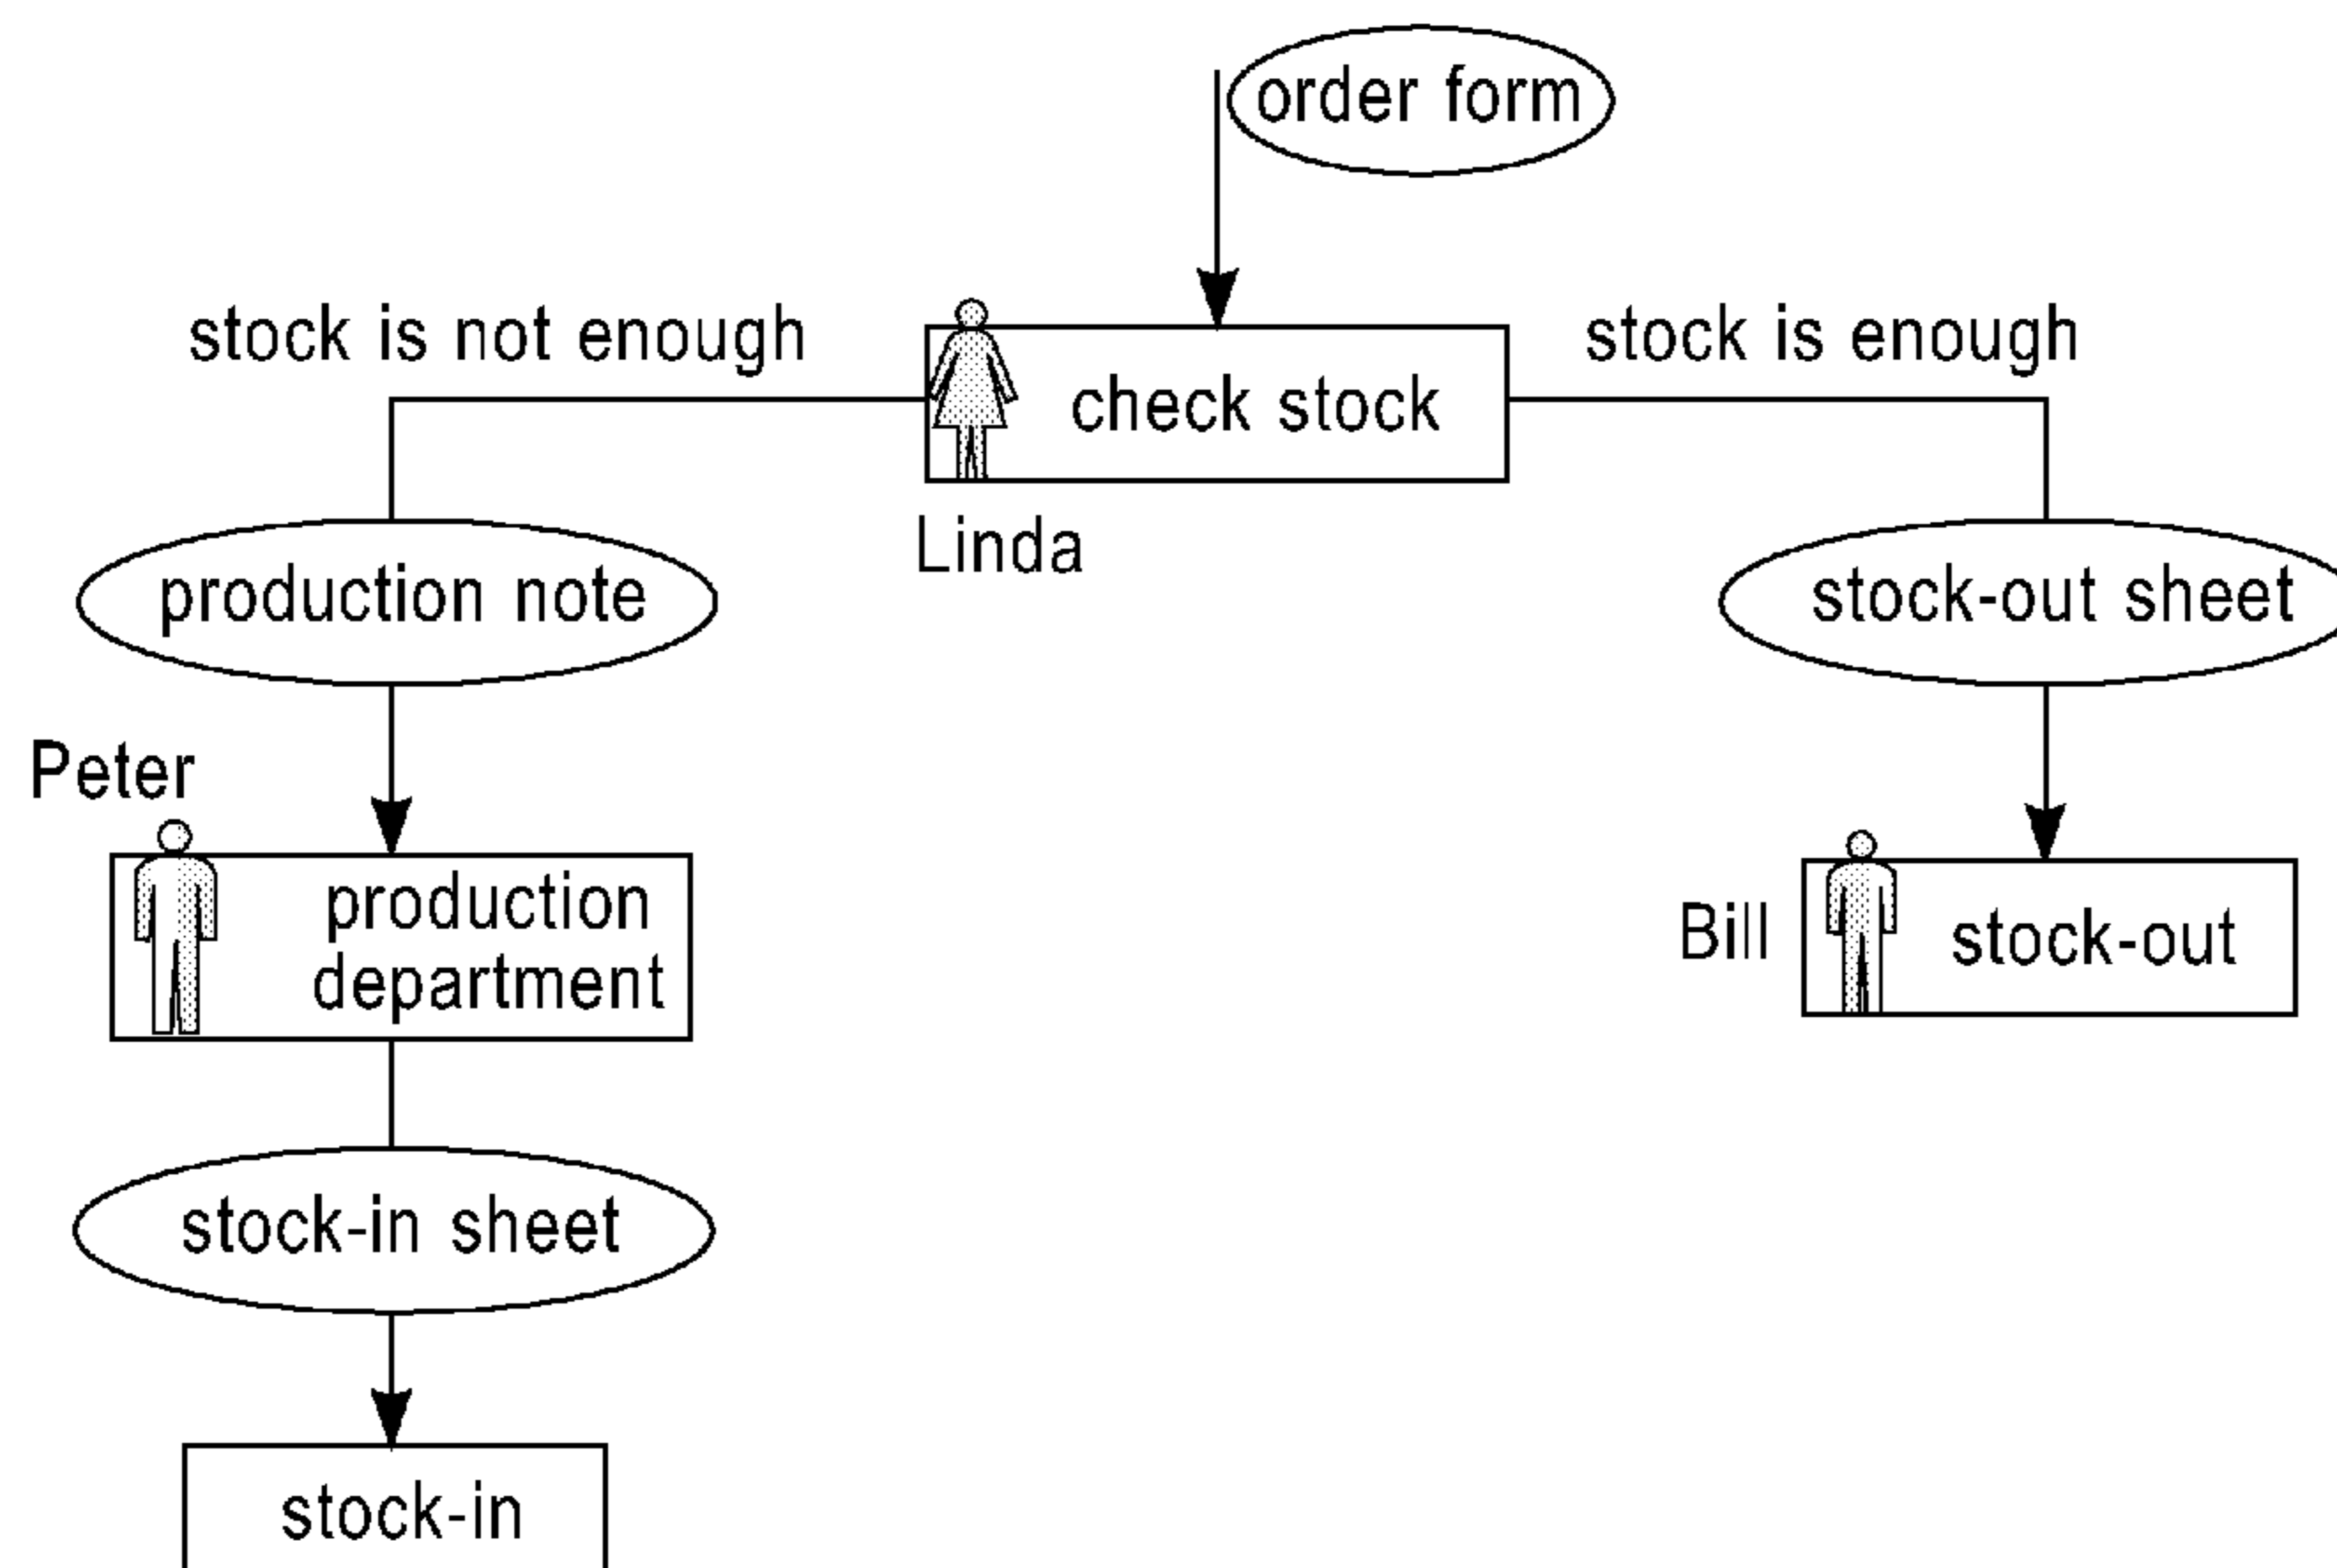 order form
stock is not enough
stock is enough
check stock
Linda
production note
stock-out sheet
Peter
production
department
Bill
stock-out
stock-in sheet
stock-in